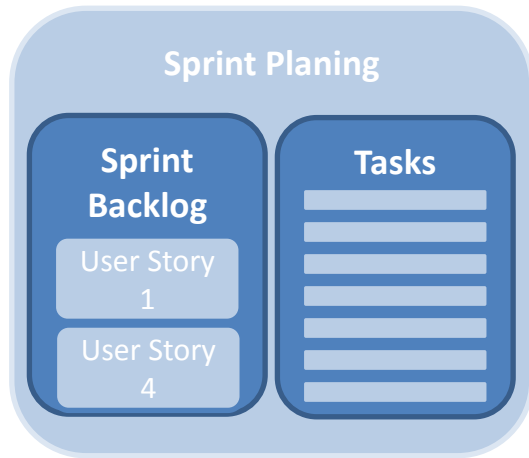 Sprint Planing
Sprint
Backlog
User Story
1
User Story
4
Tasks